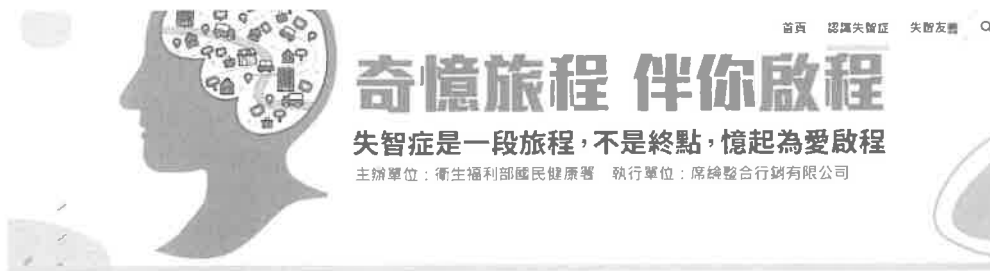 首頁 認識失智症 失智友善
奇憶旅程 伴你啟程
失智症是一段旅程,不是終點,憶起為愛啟程
主辦單位:衛生福利部國民健康署 執行單位:席綸整合行銷有限公司